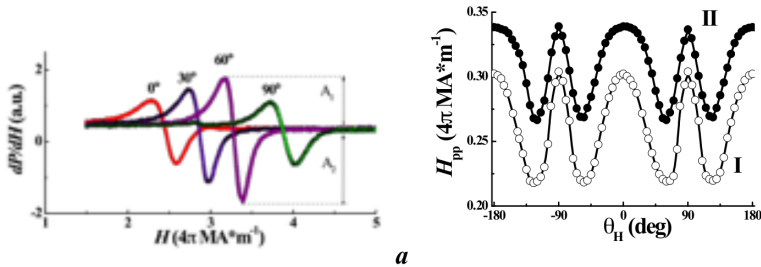 dP/dH (a.u.)
2
1
0
-1
-2
0°
30°
60°
90°
A₁
A₂
1
2
3
4
5
H (4π MA*m⁻¹)
a
H_pp (4π MA*m⁻¹)
0.35
0.30
0.25
0.20
II
I
-180
-90
0
90
180
θ_H (deg)